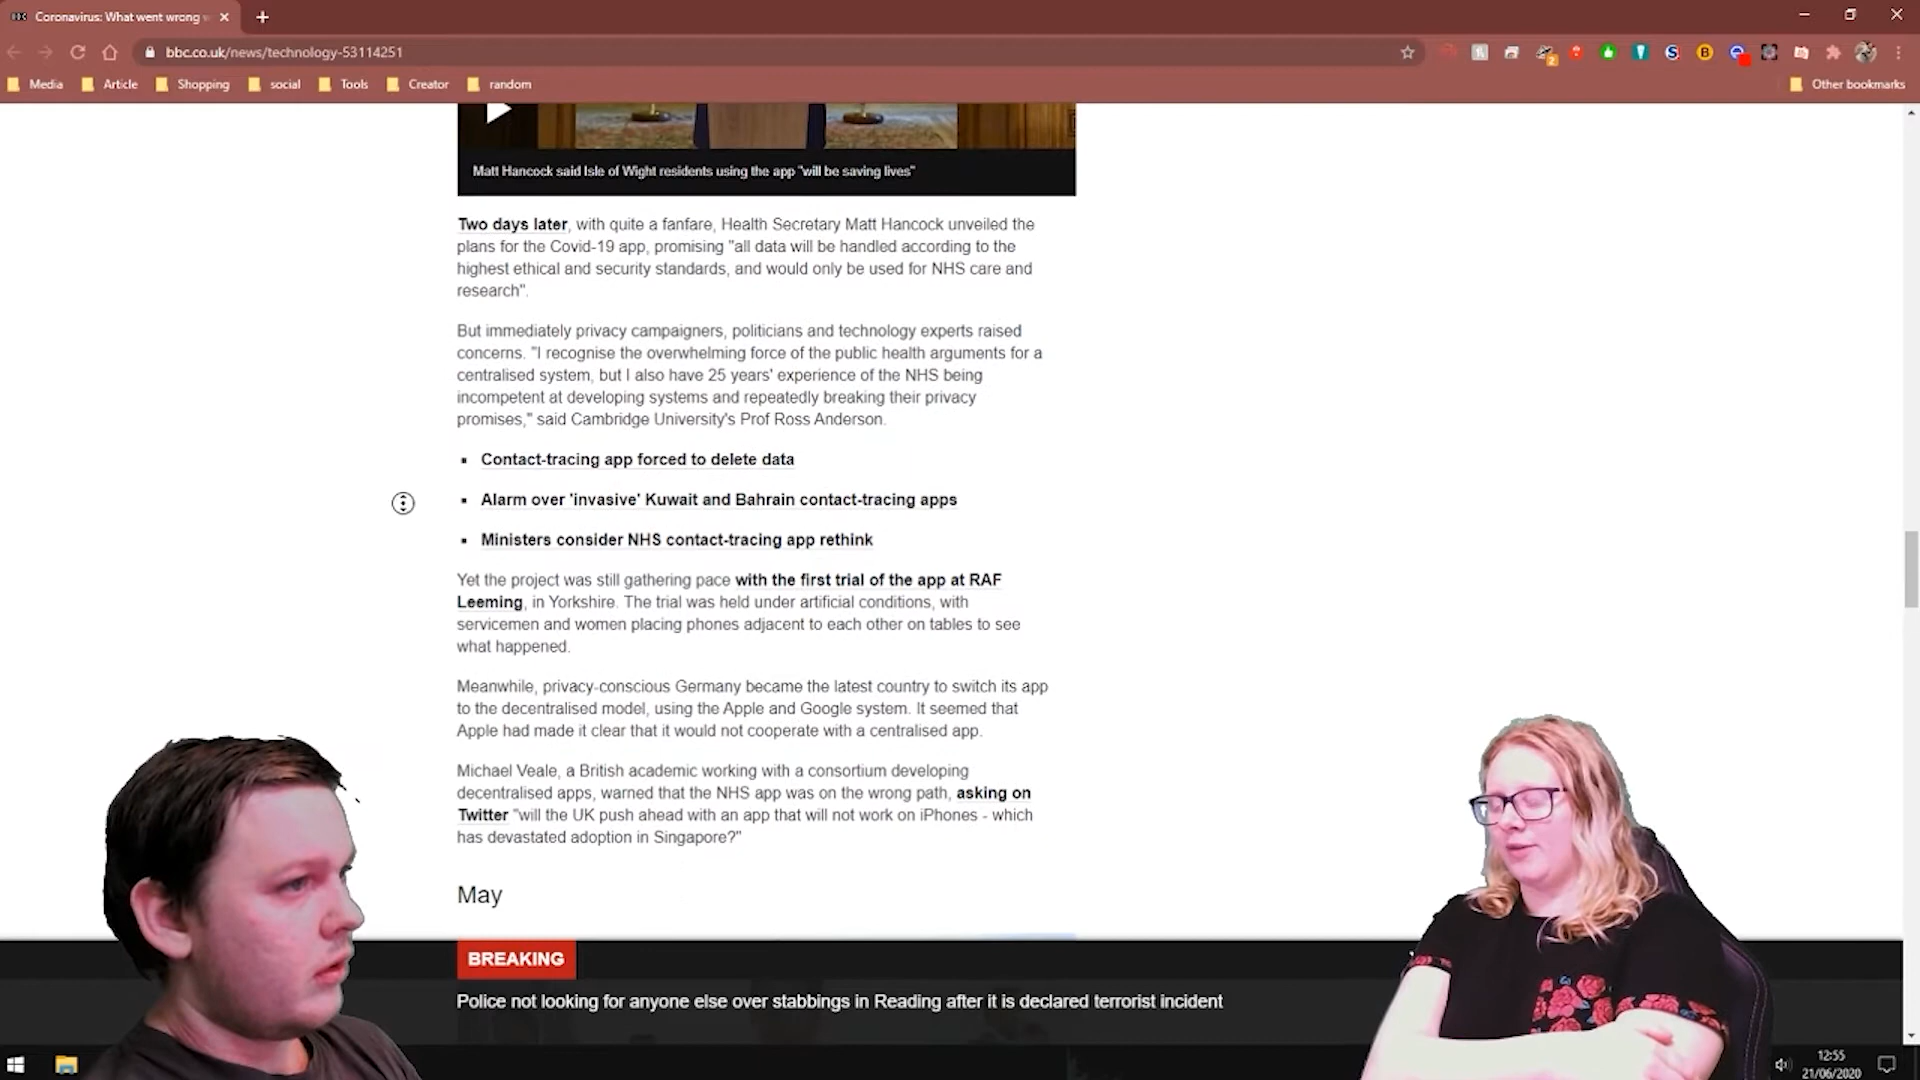 Coronavirus: What went wrong
bbc.co.uk/news/technology-53114251
Media
Article
Shopping
social
Tools
Creator
random
Other bookmarks
Matt Hancock said Isle of Wight residents using the app "will be saving lives"
Two days later, with quite a fanfare, Health Secretary Matt Hancock unveiled the
plans for the Covid-19 app, promising "all data will be handled according to the
highest ethical and security standards, and would only be used for NHS care and
research".
But immediately privacy campaigners, politicians and technology experts raised
concerns. "I recognise the overwhelming force of the public health arguments for a
centralised system, but I also have 25 years' experience of the NHS being
incompetent at developing systems and repeatedly breaking their privacy
promises," said Cambridge University's Prof Ross Anderson.
Contact-tracing app forced to delete data
Alarm over 'invasive' Kuwait and Bahrain contact-tracing apps
Ministers consider NHS contact-tracing app rethink
Yet the project was still gathering pace with the first trial of the app at RAF
Leeming, in Yorkshire. The trial was held under artificial conditions, with
servicemen and women placing phones adjacent to each other on tables to see
what happened.
Meanwhile, privacy-conscious Germany became the latest country to switch its app
to the decentralised model, using the Apple and Google system. It seemed that
Apple had made it clear that it would not cooperate with a centralised app.
Michael Veale, a British academic working with a consortium developing
decentralised apps, warned that the NHS app was on the wrong path, asking on
Twitter "will the UK push ahead with an app that will not work on iPhones - which
has devastated adoption in Singapore?"
May
BREAKING
Police not looking for anyone else over stabbings in Reading after it is declared terrorist incident
12:55
21/06/2020